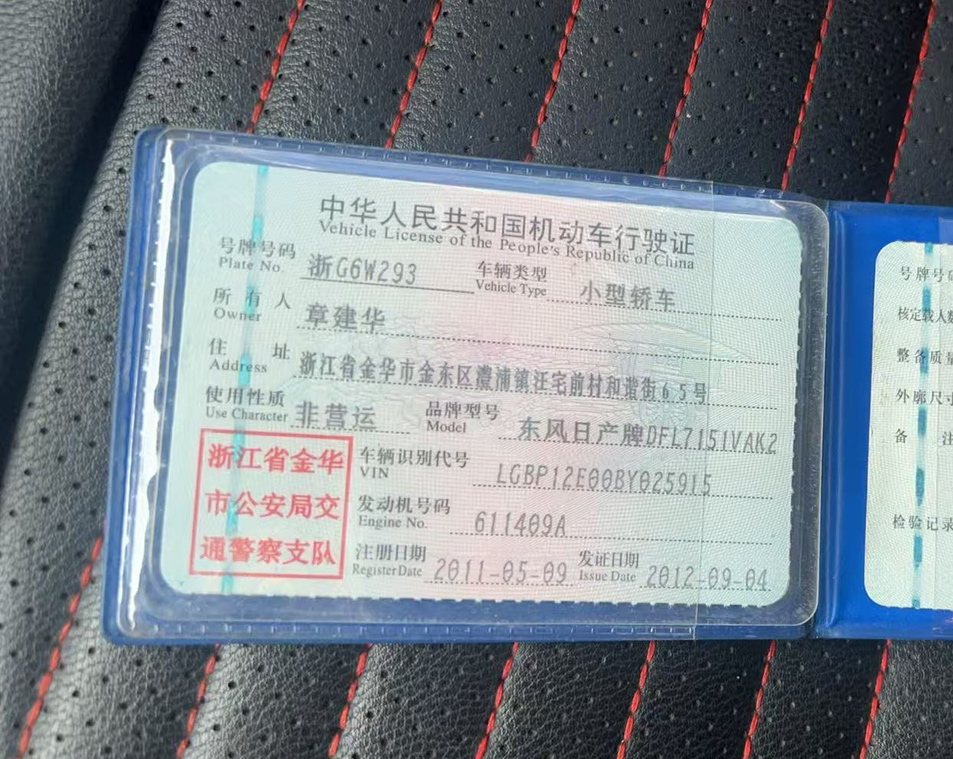 中华人民共和国机动车行驶证
Vehicle License of the People's Republic of China
号牌号码 浙G6W293 车辆类型 小型轿车
Plate No. Vehicle Type
所有人 章建华
Owner
住址 浙江省金华市金东区澧浦镇汪宅前村和谐街65号
Address
使用性质 非营运 品牌型号 东风日产牌DFL7151VAK2
Use Character Model
浙江省金华
市公安局交
通警察支队
车辆识别代号 LGBP12E00BY025915
VIN
发动机号码 611409A
Engine No.
注册日期 2011-05-09 发证日期 2012-09-04
Register Date Issue Date
号牌号码
核定载人数
整备质量
外廓尺寸
备注
检验记录